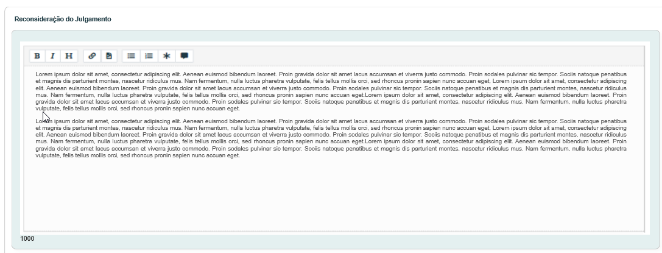 Reconsideração do Julgamento
B I H
Lorem ipsum dolor sit amet, consectetur adipiscing elit. Aenean euismod bibendum laoreet. Proin gravida dolor sit amet lacus accumsan et viverra justo commodo. Proin sodales pulvinar sic tempor. Sociis natoque penatibus
et magnis dis parturient montes, nascetur ridiculus mus. Nam fermentum, nulla luctus pharetra vulputate, felis tellus mollis orci, sed rhoncus pronin sapien nunc accuan eget.Lorem ipsum dolor sit amet, consectetur adipiscing
elit. Aenean euismod bibendum laoreet. Proin gravida dolor sit amet lacus accumsan et viverra justo commodo. Proin sodales pulvinar sic tempor. Sociis natoque penatibus et magnis dis parturient montes, nascetur ridiculus
mus. Nam fermentum, nulla luctus pharetra vulputate, felis tellus mollis orci, sed rhoncus pronin sapien nunc accuan eget.Lorem ipsum dolor sit amet, consectetur adipiscing elit. Aenean euismod bibendum laoreet. Proin
gravida dolor sit amet lacus accumsan et viverra justo commodo. Proin sodales pulvinar sic tempor. Sociis natoque penatibus et magnis dis parturient montes, nascetur ridiculus mus. Nam fermentum, nulla luctus pharetra
vulputate, felis tellus mollis orci, sed rhoncus pronin sapien nunc accuan eget.
Lorem ipsum dolor sit amet, consectetur adipiscing elit. Aenean euismod bibendum laoreet. Proin gravida dolor sit amet lacus accumsan et viverra justo commodo. Proin sodales pulvinar sic tempor. Sociis natoque penatibus
et magnis dis parturient montes, nascetur ridiculus mus. Nam fermentum, nulla luctus pharetra vulputate, felis tellus mollis orci, sed rhoncus pronin sapien nunc accuan eget. Lorem ipsum dolor sit amet, consectetur adipiscing
elit. Aenean euismod bibendum laoreet. Proin gravida dolor sit amet lacus accumsan et viverra justo commodo. Proin sodales pulvinar sic tempor. Sociis natoque penatibus et magnis dis parturient montes, nascetur ridiculus
mus. Nam fermentum, nulla luctus pharetra vulputate, felis tellus mollis orci, sed rhoncus pronin sapien nunc accuan eget.Lorem ipsum dolor sit amet, consectetur adipiscing elit. Aenean euismod bibendum laoreet. Proin
gravida dolor sit amet lacus accumsan et viverra justo commodo. Proin sodales pulvinar sic tempor. Sociis natoque penatibus et magnis dis parturient montes, nascetur ridiculus mus. Nam fermentum, nulla luctus pharetra
vulputate, felis tellus mollis orci, sed rhoncus pronin sapien nunc accuan eget.
1000